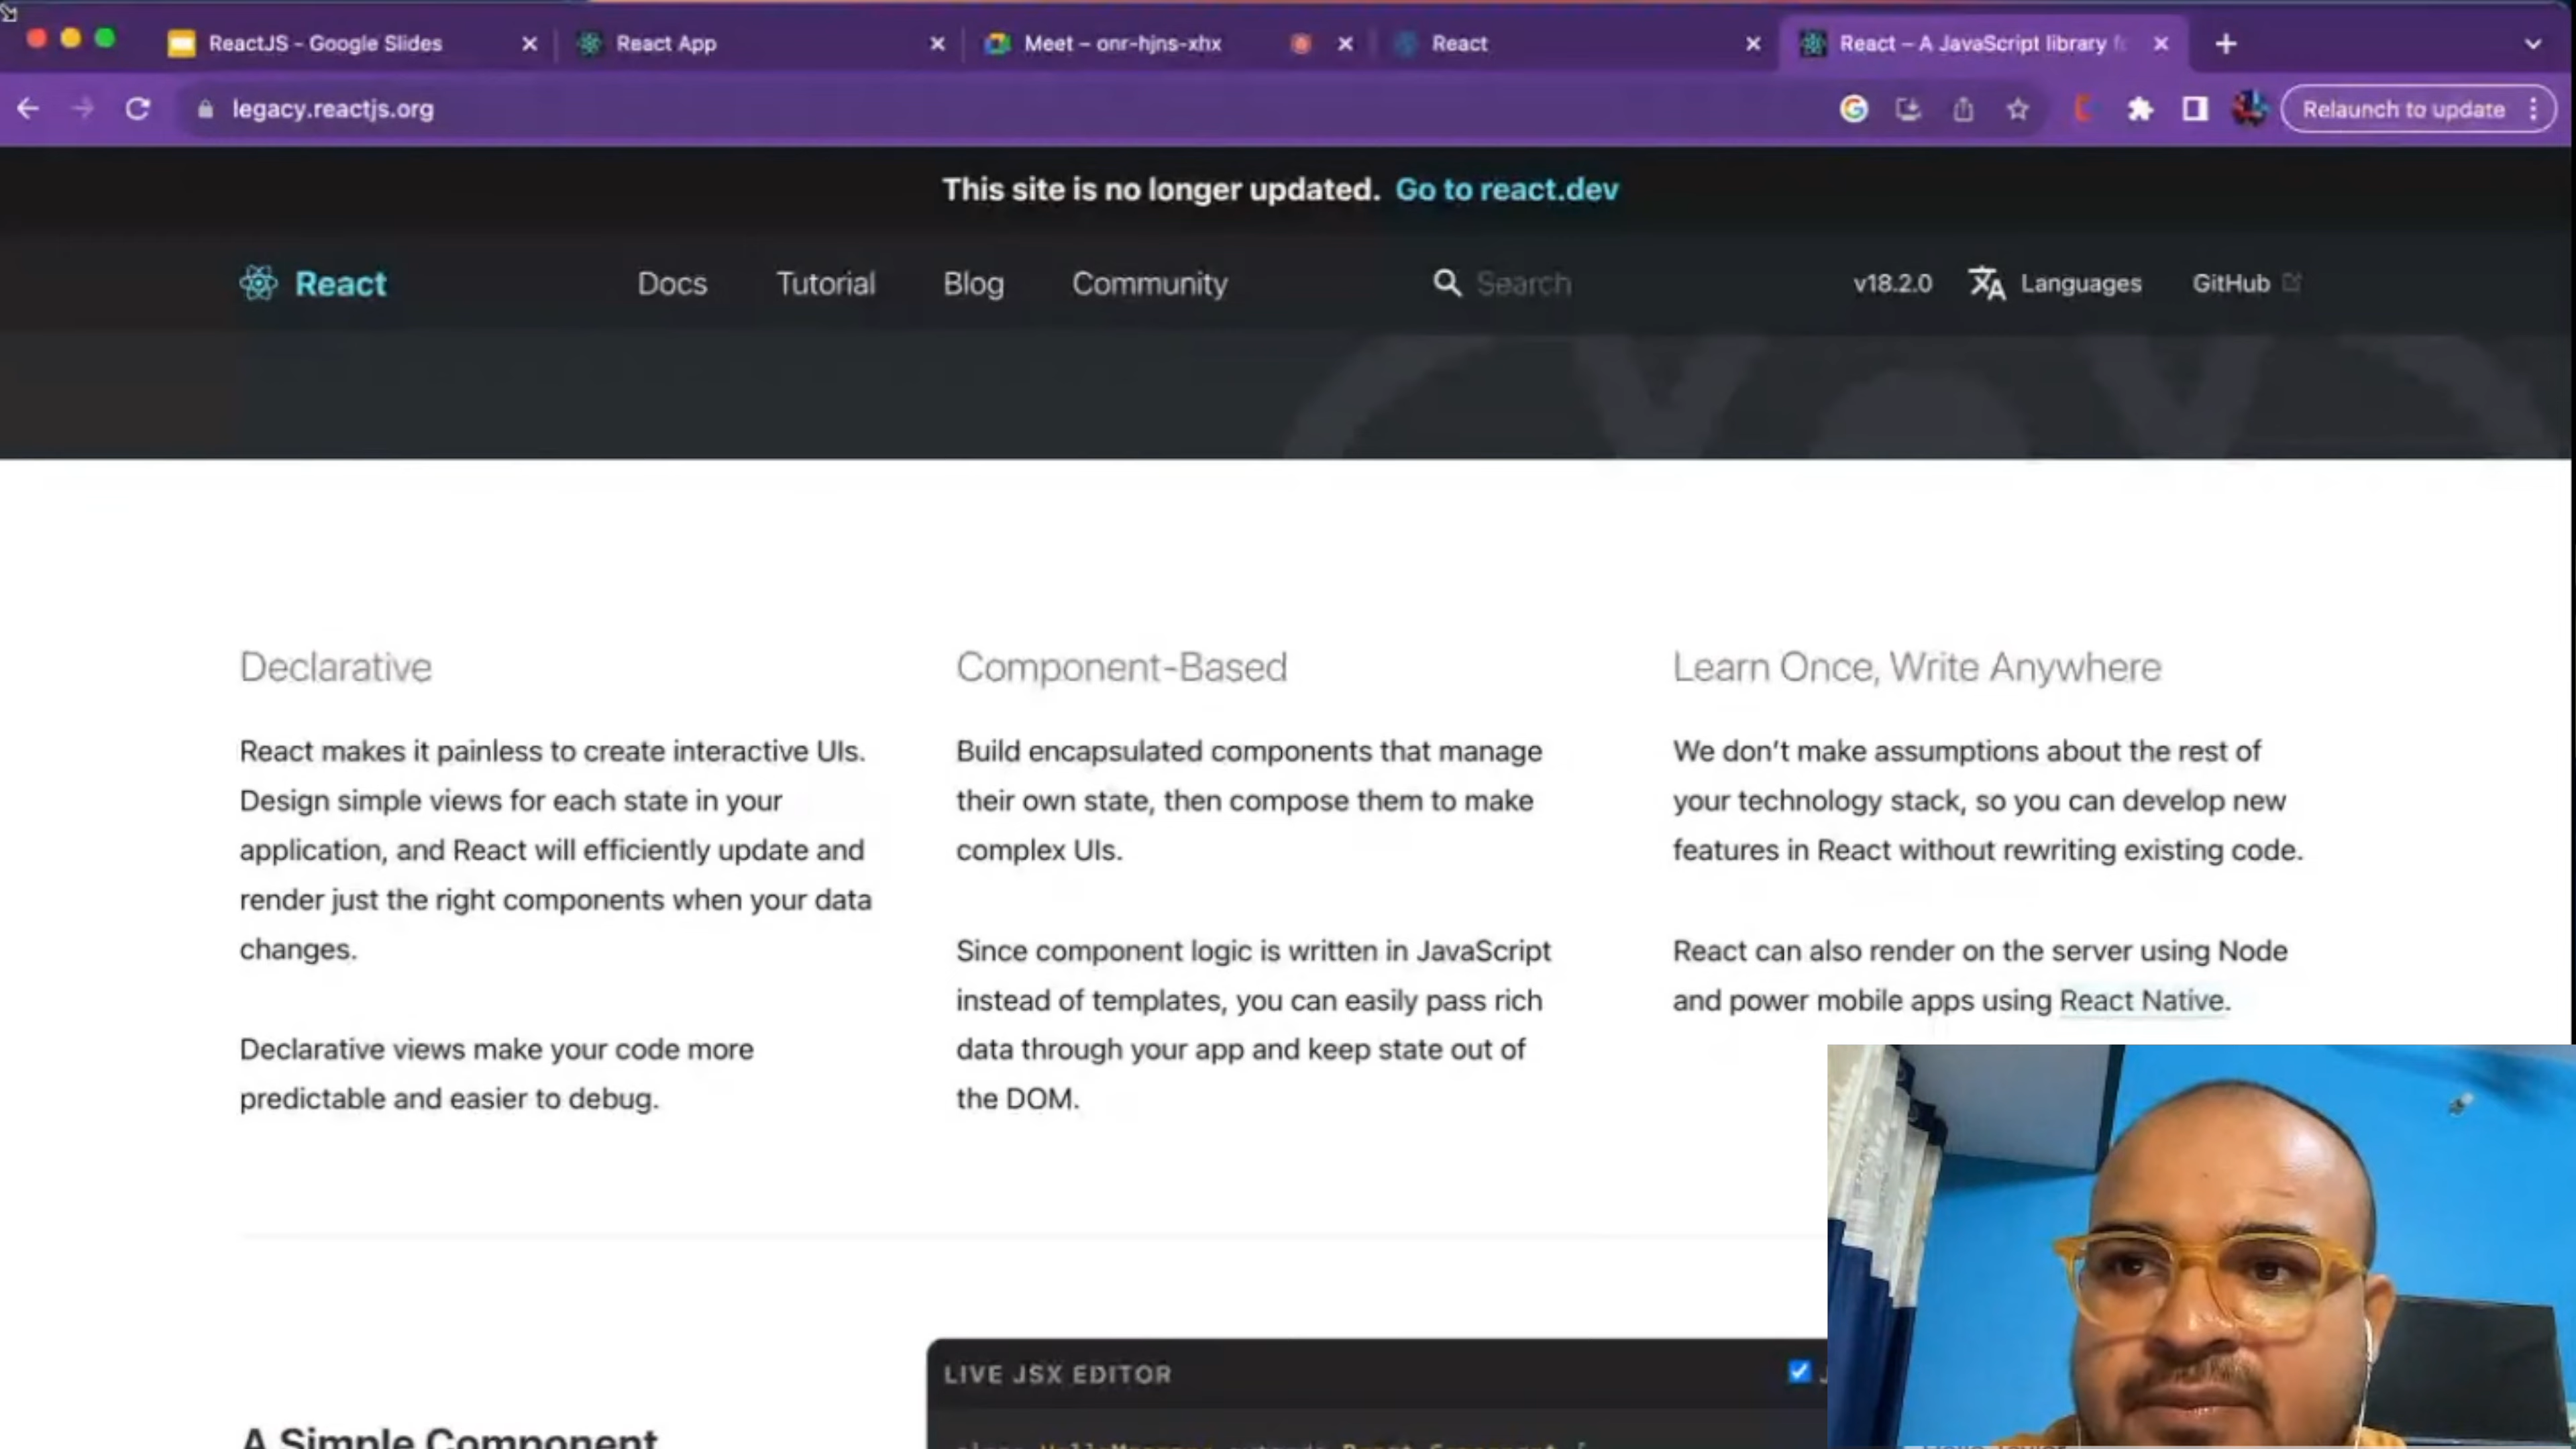 ReactJS - Google Slides
React App
Meet – onr-hjns-xhx
React
React – A JavaScript library
legacy.reactjs.org
Relaunch to update
This site is no longer updated. Go to react.dev
React
Docs
Tutorial
Blog
Community
Search
v18.2.0
Languages
GitHub
Declarative
React makes it painless to create interactive UIs.
Design simple views for each state in your
application, and React will efficiently update and
render just the right components when your data
changes.
Declarative views make your code more
predictable and easier to debug.
Component-Based
Build encapsulated components that manage
their own state, then compose them to make
complex UIs.
Since component logic is written in JavaScript
instead of templates, you can easily pass rich
data through your app and keep state out of
the DOM.
Learn Once, Write Anywhere
We don't make assumptions about the rest of
your technology stack, so you can develop new
features in React without rewriting existing code.
React can also render on the server using Node
and power mobile apps using React Native.
A Simple Component
LIVE JSX EDITOR